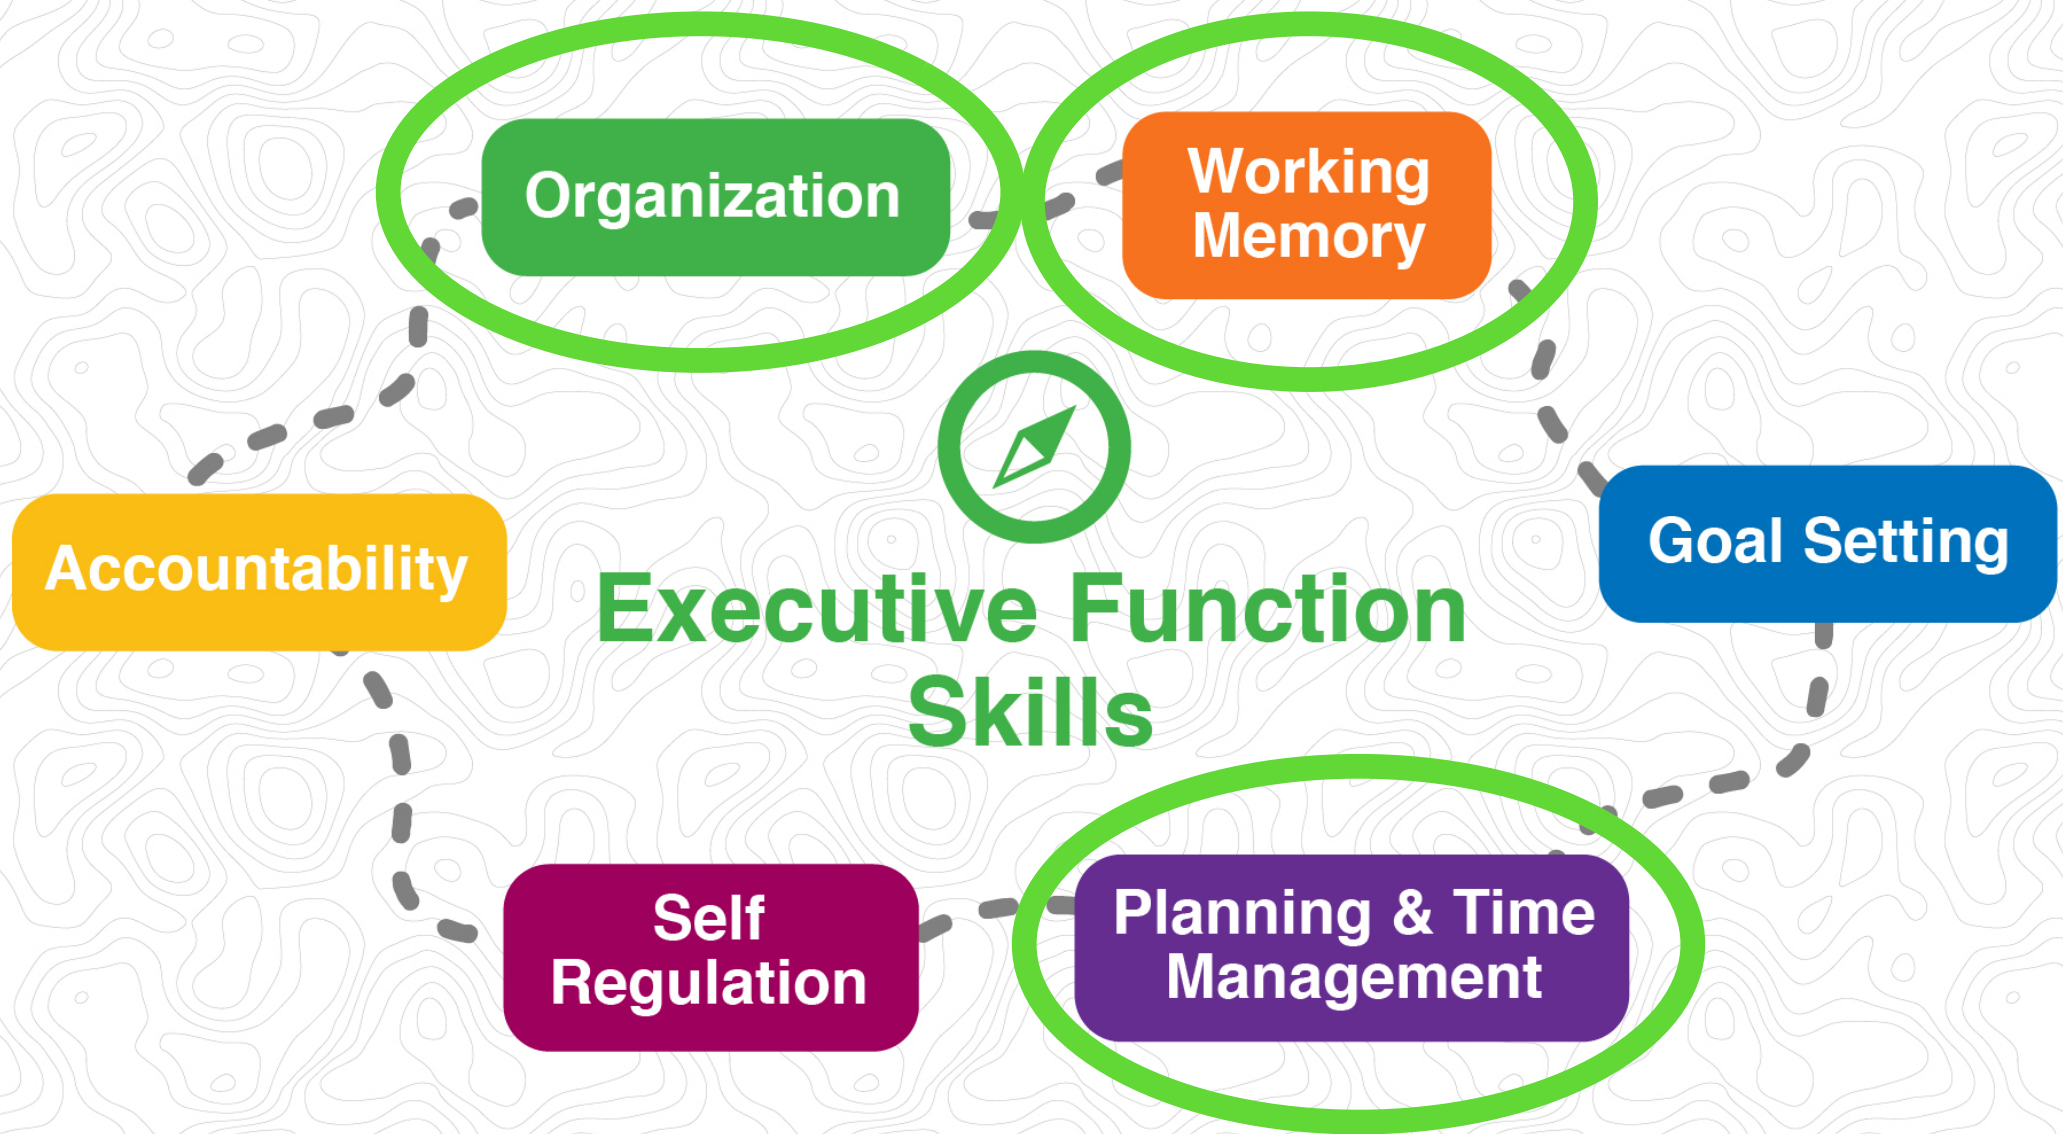 Organization
Working
Memory
Accountability
Goal Setting
Executive Function
Skills
Self
Regulation
Planning & Time
Management